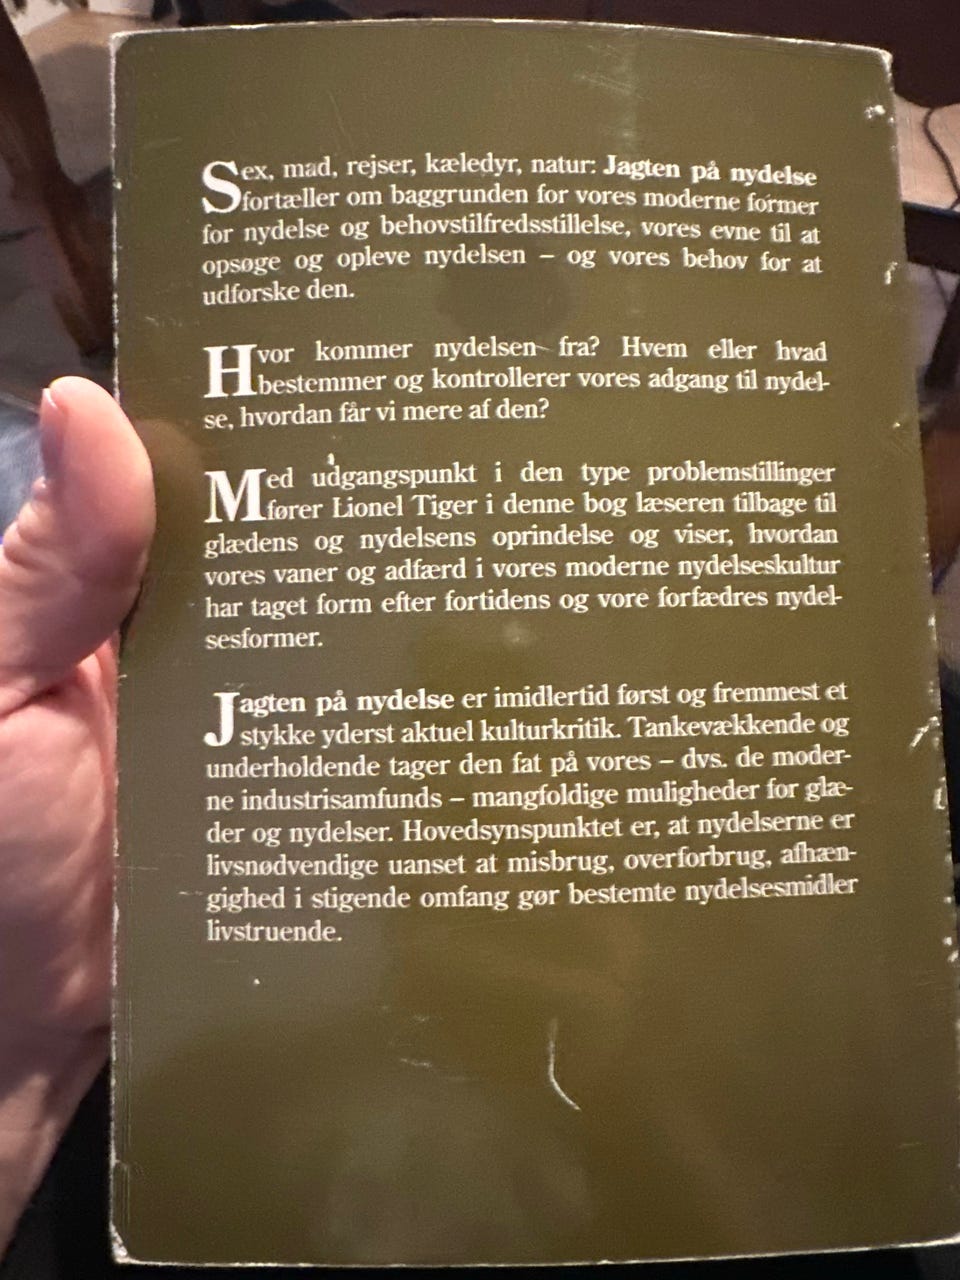 Sex, mad, rejser, kæledyr, natur: Jagten på nydelse
fortæller om baggrunden for vores moderne former
for nydelse og behovstilfredsstillelse, vores evne til at
opsøge og opleve nydelsen – og vores behov for at
udforske den.
Hvor kommer nydelsen fra? Hvem eller hvad
bestemmer og kontrollerer vores adgang til nydel-
se, hvordan får vi mere af den?
Med udgangspunkt i den type problemstillinger
fører Lionel Tiger i denne bog læseren tilbage til
glædens og nydelsens oprindelse og viser, hvordan
vores vaner og adfærd i vores moderne nydelseskultur
har taget form efter fortidens og vore forfædres nydel-
sesformer.
Jagten på nydelse er imidlertid først og fremmest et
stykke yderst aktuel kulturkritik. Tankevækkende og
underholdende tager den fat på vores – dvs. de moder-
ne industrisamfunds – mangfoldige muligheder for glæ-
der og nydelser. Hovedsynspunktet er, at nydelserne er
livsnødvendige uanset at misbrug, overforbrug, afhæn-
gighed i stigende omfang gør bestemte nydelsesmidler
livstruende.